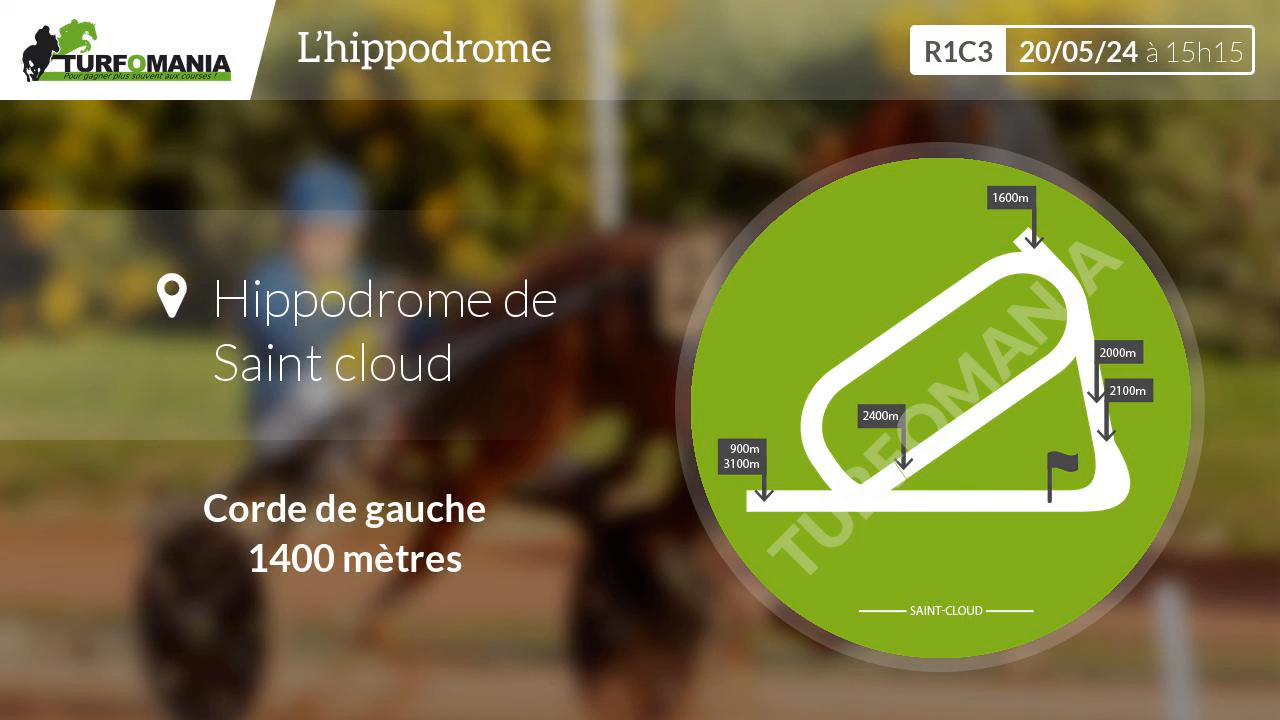 TURFOMANIA
Pour gagner plus souvent aux courses !
L'hippodrome
R1C3 20/05/24 à 15h15
Hippodrome de
Saint cloud
Corde de gauche
1400 mètres
1600m
2000m
2100m
2400m
900m
3100m
TURFOMANIA
SAINT-CLOUD